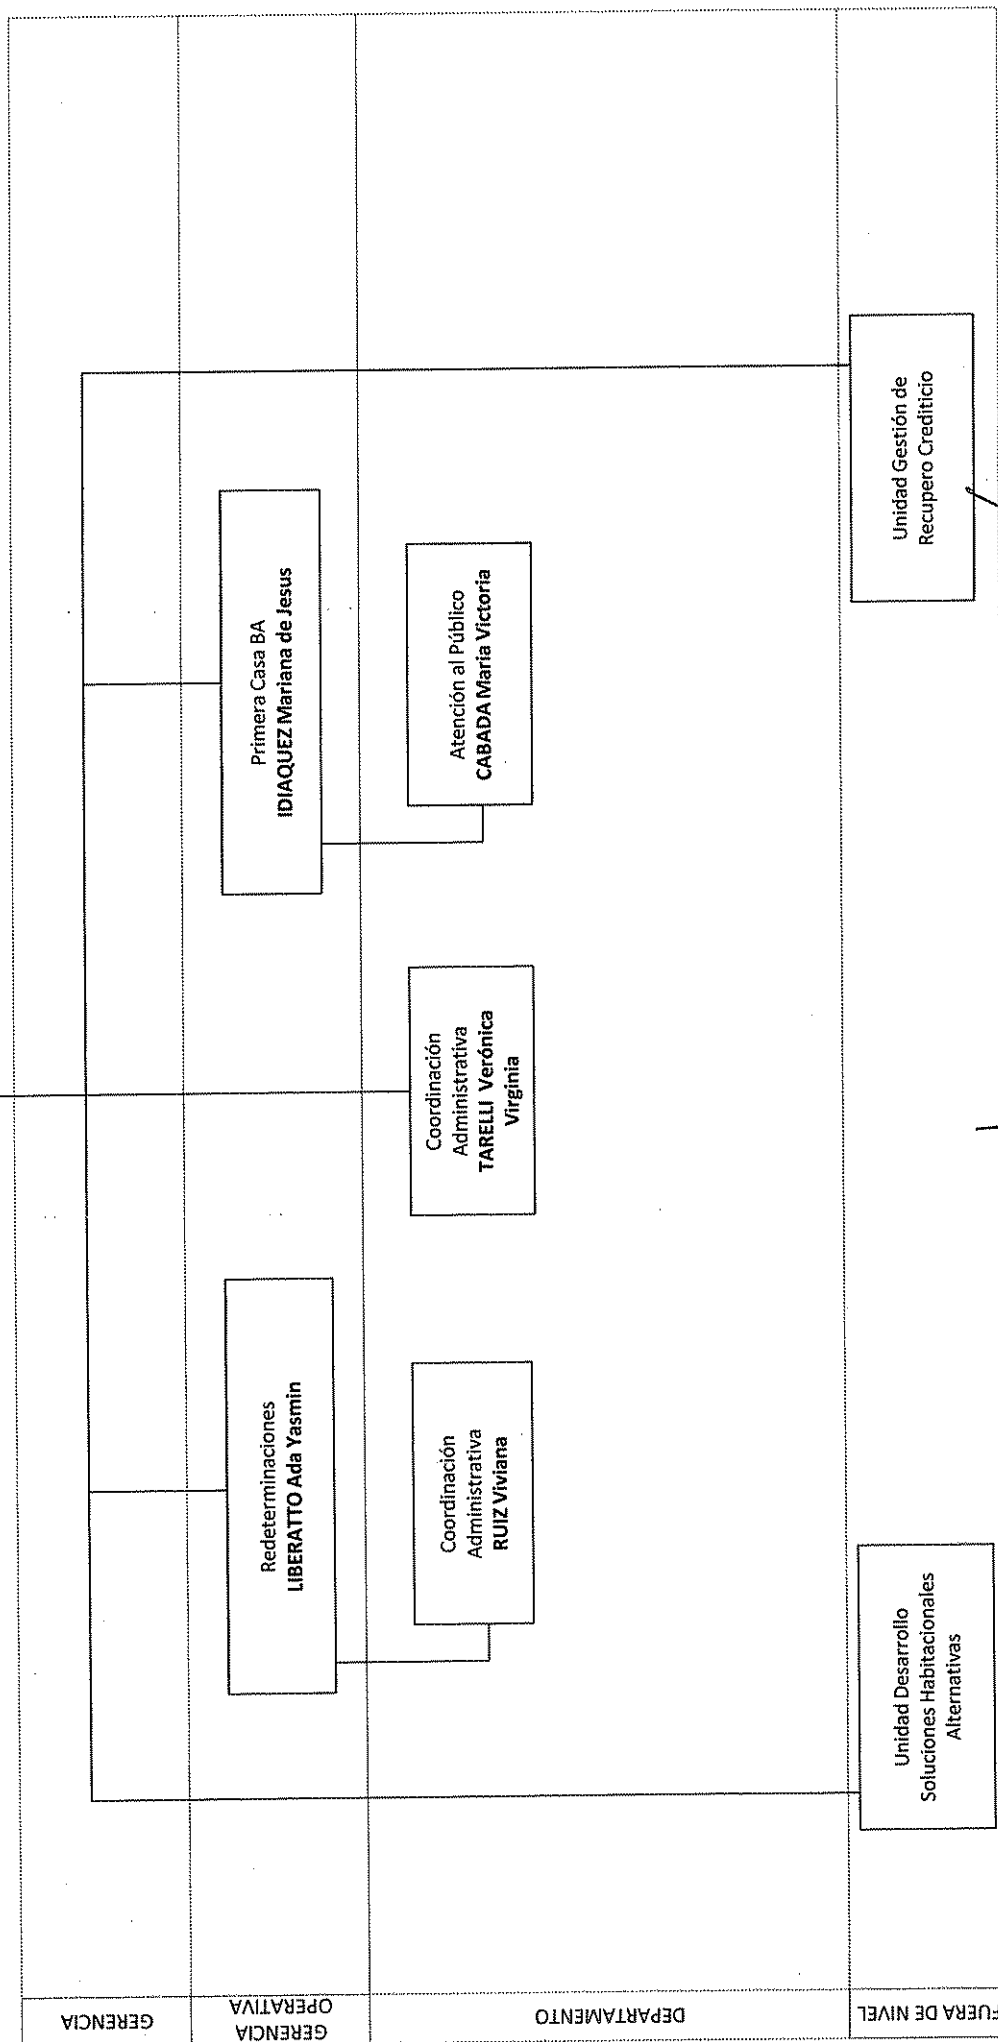 GERENCIA
GERENCIA
OPERATIVA
Redeterminaciones
LIBERATTO Ada Yasmin
Primera Casa BA
IDIAQUEZ Mariana de Jesus
DEPARTAMENTO
Coordinación
Administrativa
RUIZ Viviana
Coordinación
Administrativa
TARELLI Verónica
Virginia
Atención al Público
CABADA Maria Victoria
FUERA DE NIVEL
Unidad Desarrollo
Soluciones Habitacionales
Alternativas
Unidad Gestión de
Recupero Crediticio